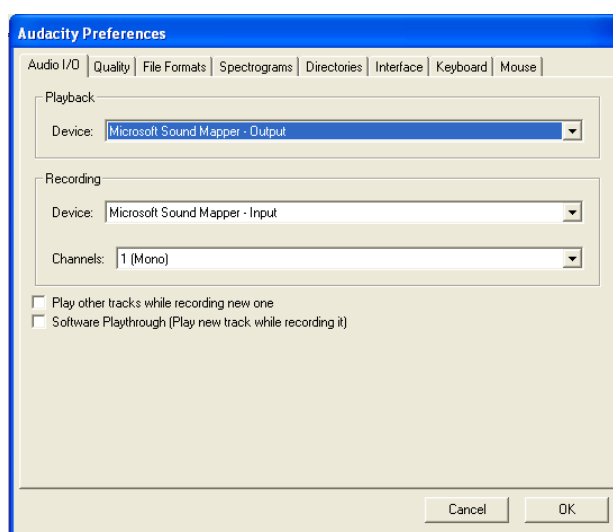 Audacity Preferences
Audio I/O Quality File Formats Spectrograms Directories Interface Keyboard Mouse
Playback
Device: Microsoft Sound Mapper - Output
Recording
Device: Microsoft Sound Mapper - Input
Channels: 1 (Mono)
Play other tracks while recording new one
Software Playthrough (Play new track while recording it)
Cancel OK